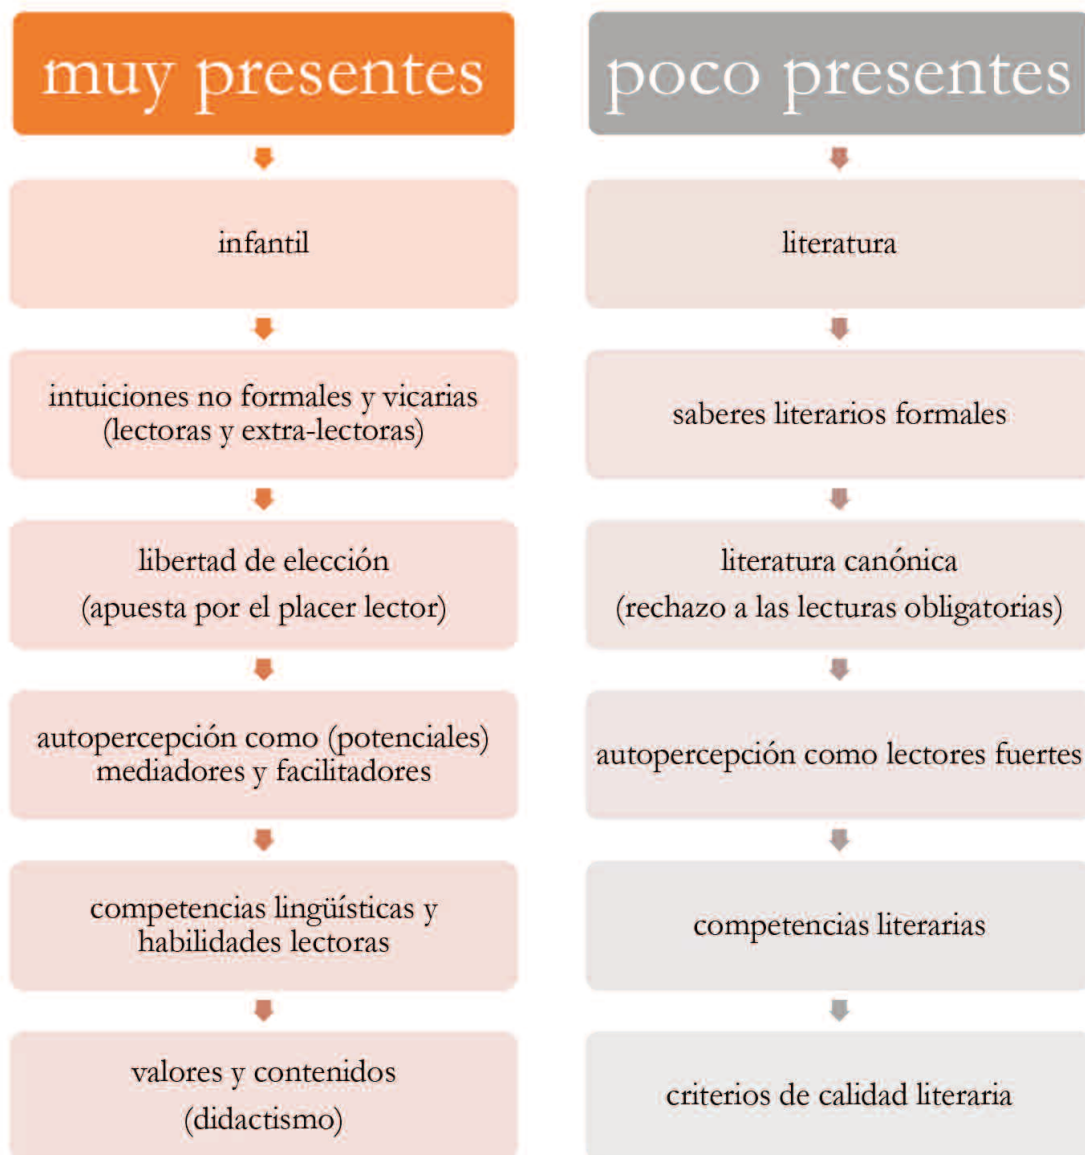 muy presentes
infantil
intuiciones no formales y vicarias
(lectoras y extra-lectoras)
libertad de elección
(apuesta por el placer lector)
autopercepción como (potenciales)
mediadores y facilitadores
competencias lingüísticas y
habilidades lectoras
valores y contenidos
(didactismo)
poco presentes
literatura
saberes literarios formales
literatura canónica
(rechazo a las lecturas obligatorias)
autopercepción como lectores fuertes
competencias literarias
criterios de calidad literaria